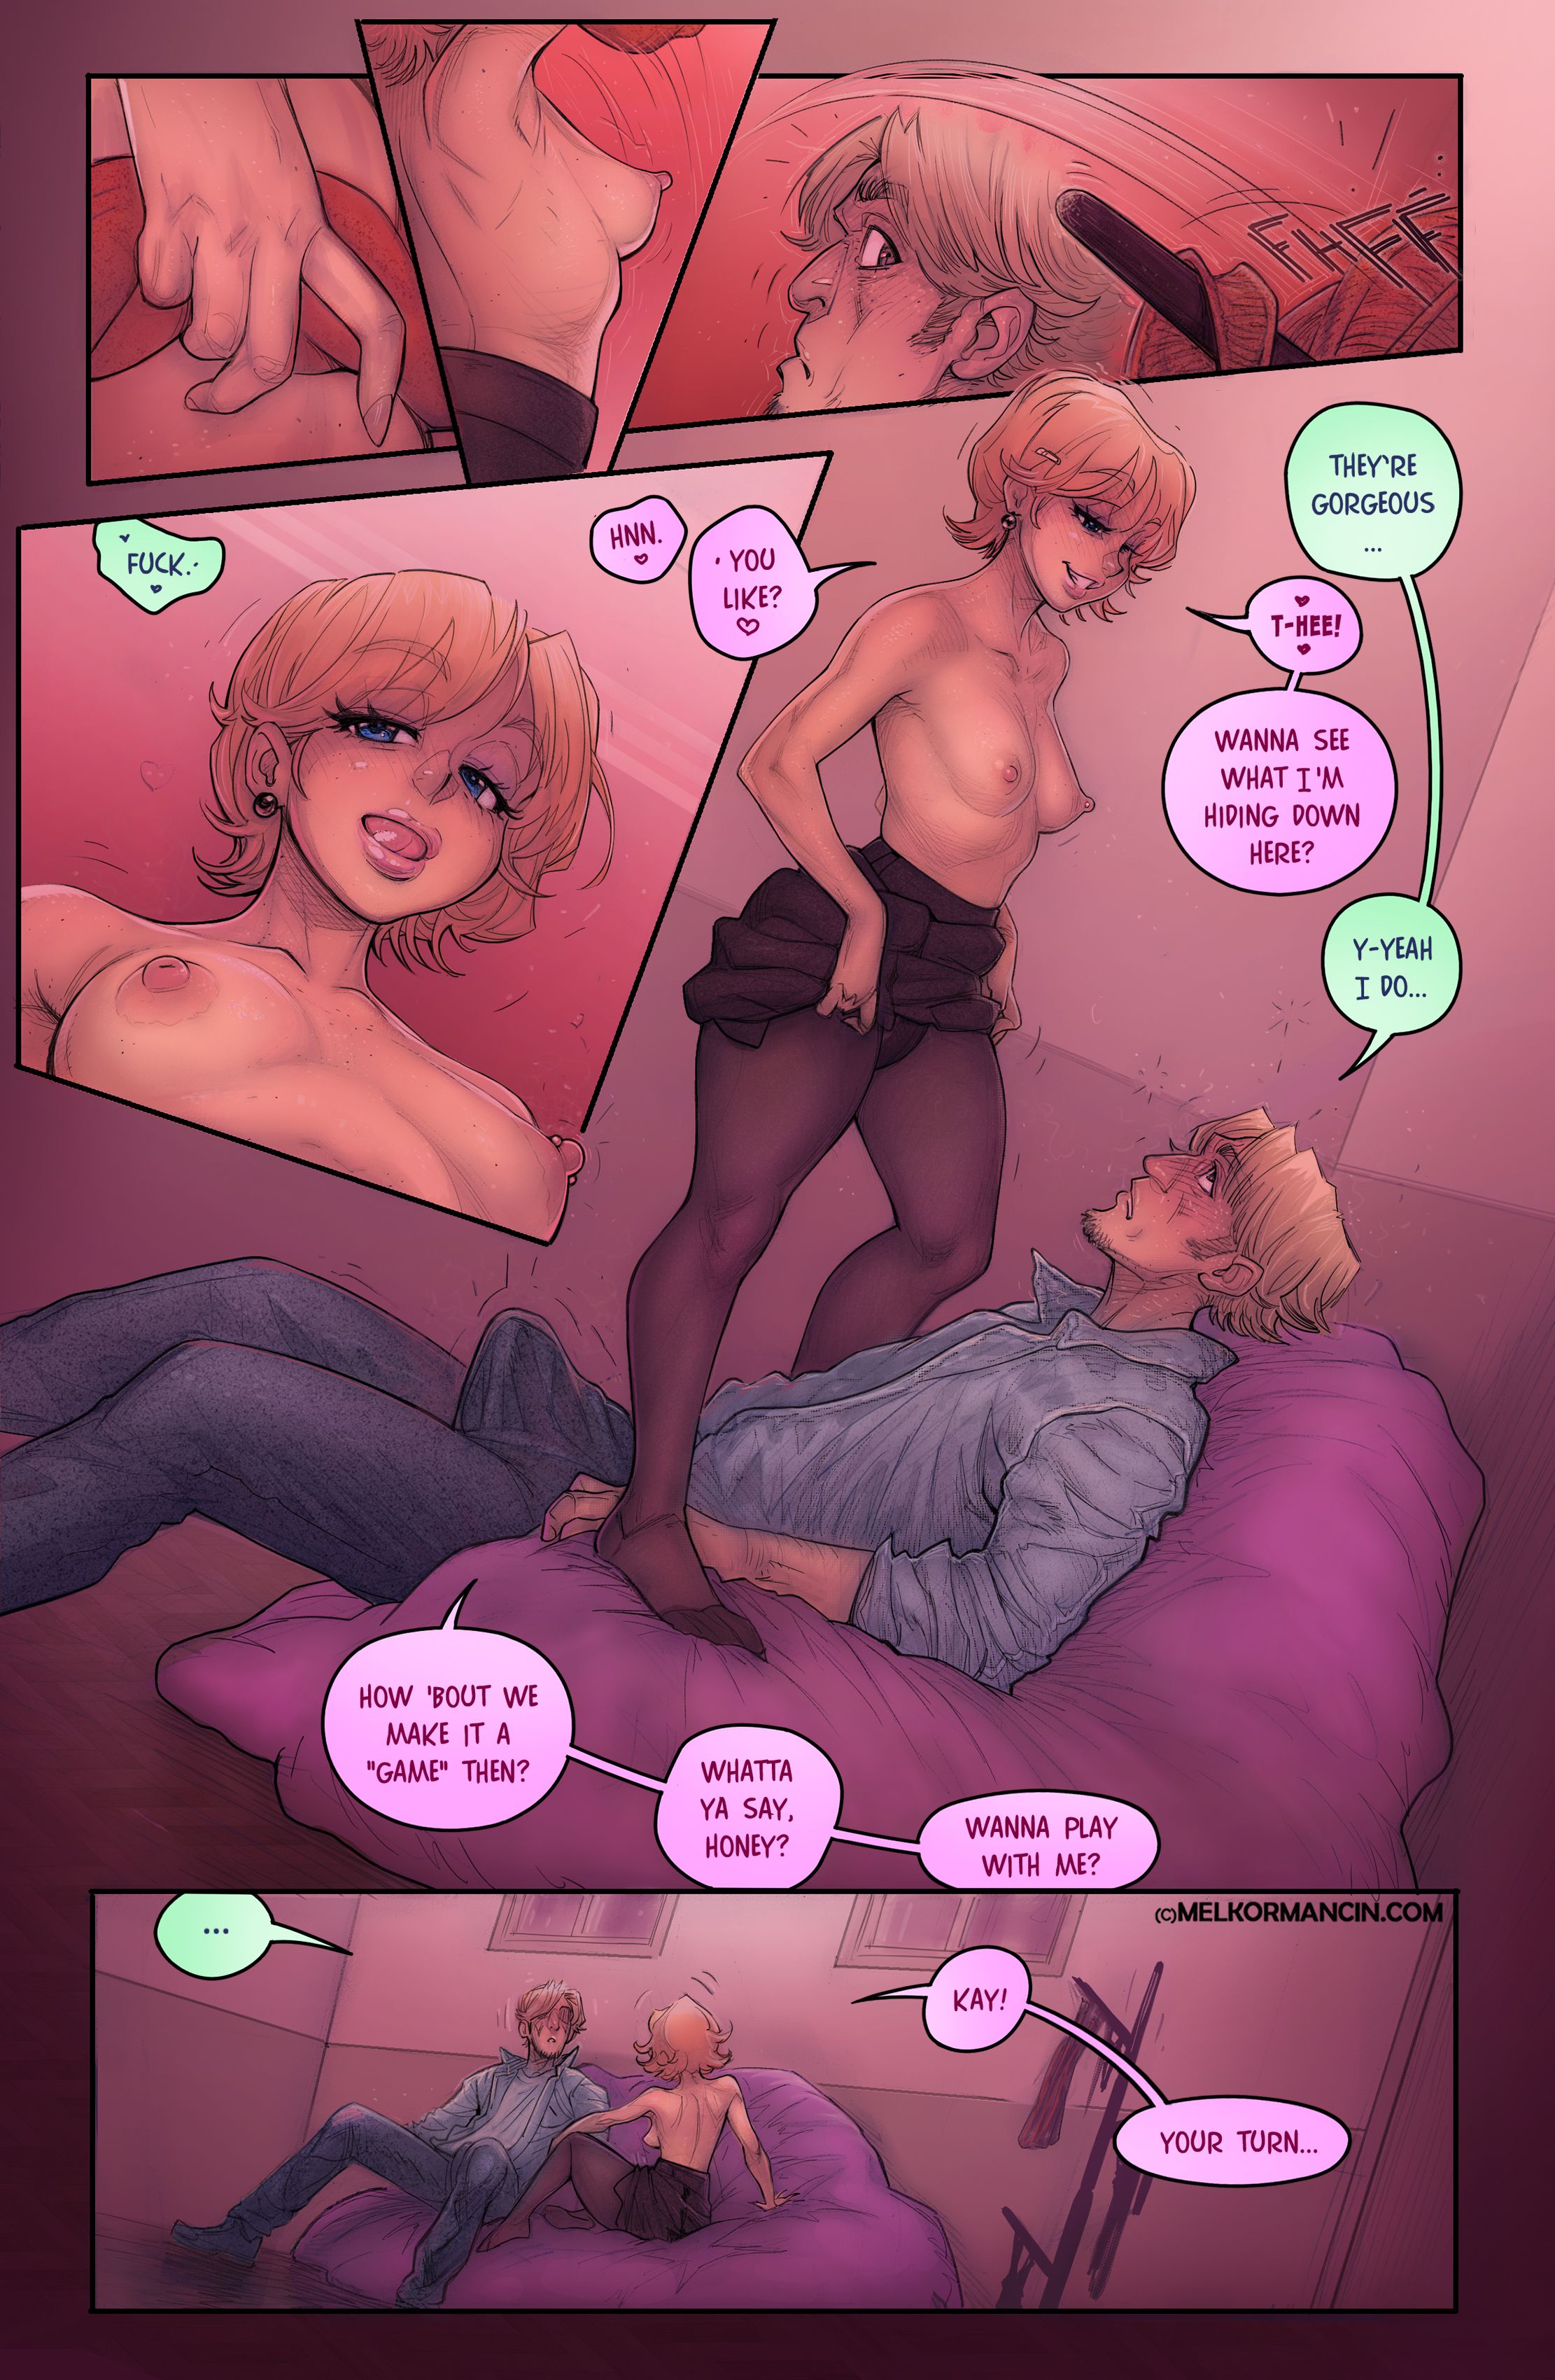 FHFF
FUCK.
HNN.
YOU
LIKE?
THEY'RE
GORGEOUS
...
T-HEE!
WANNA SEE
WHAT I'M
HIDING DOWN
HERE?
Y-YEAH
I DO...
HOW 'BOUT WE
MAKE IT A
"GAME" THEN?
WHATTA
YA SAY,
HONEY?
WANNA PLAY
WITH ME?
(C)MELKORMANCIN.COM
...
KAY!
YOUR TURN...